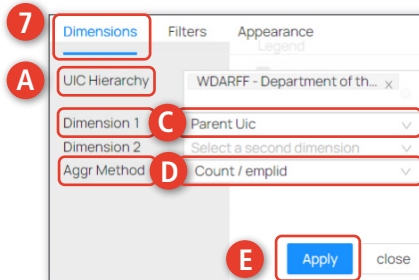 7
Dimensions Filters Appearance
Legend
A UIC Hierarchy WDARFF - Department of th... x
Dimension 1 C Parent Uic
Dimension 2 Select a second dimension
Aggr Method D Count / emplid
E Apply close